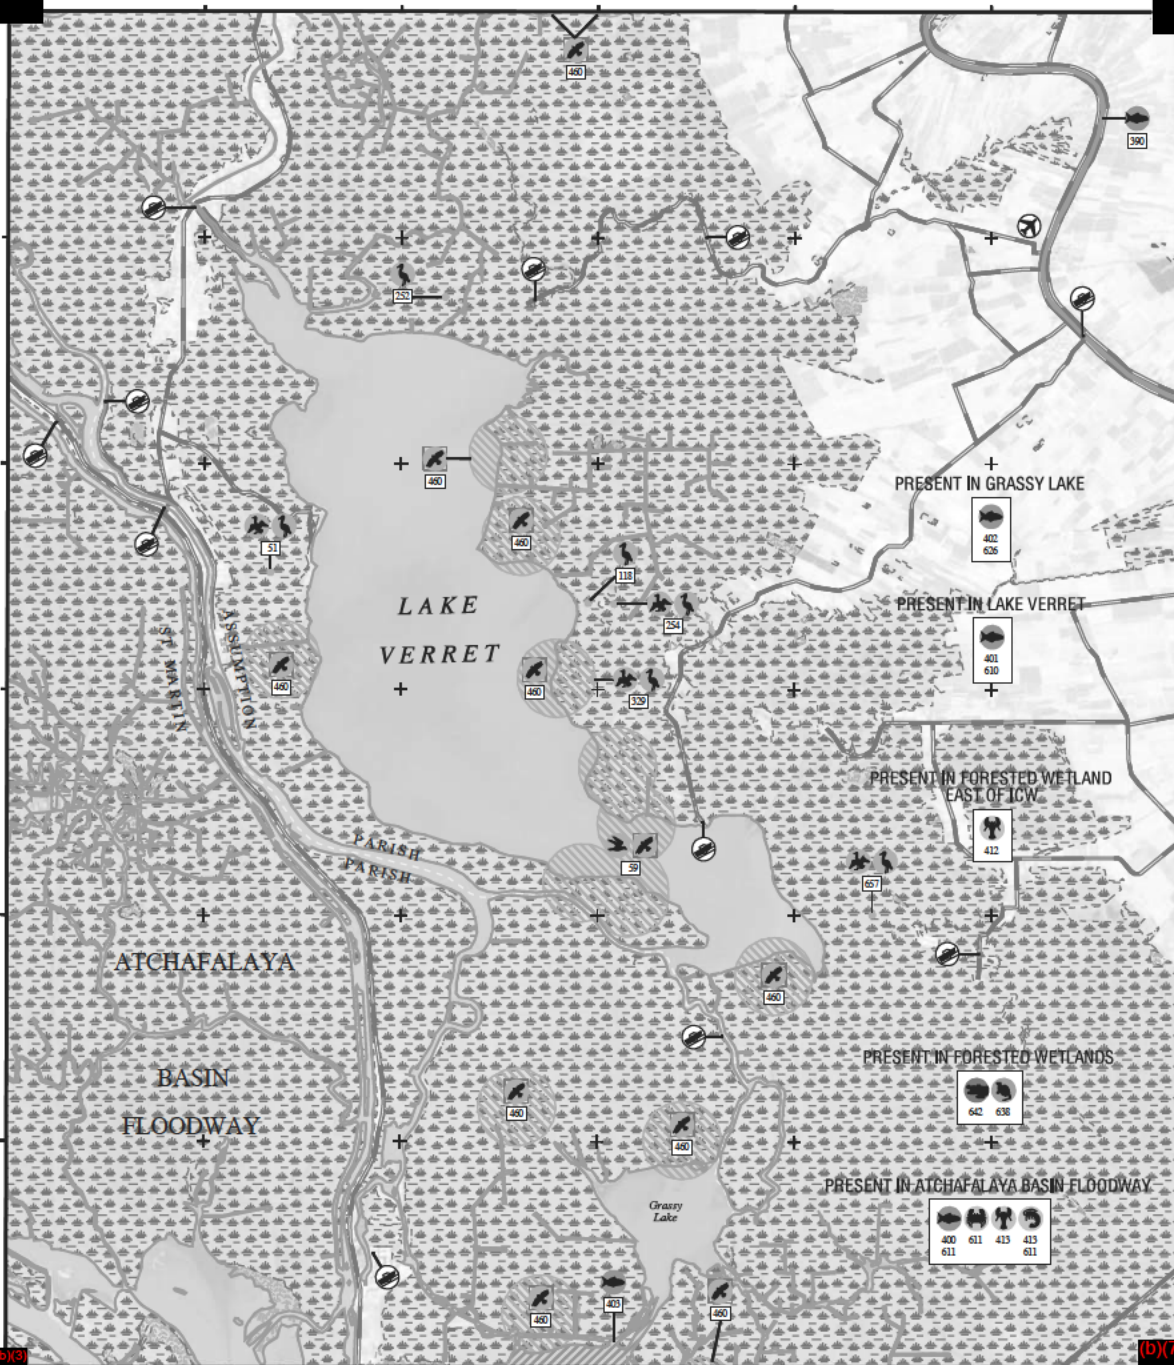 460
390
252
460
PRESENT IN GRASSY LAKE
402
626
460
51
118
LAKE
VERRET
254
PRESENT IN LAKE VERRET
401
610
ST MARTIN
ASSUMPTION
460
460
329
PRESENT IN FORESTED WETLAND
EAST OF ICW
412
PARISH
PARISH
59
657
ATCHAFALAYA
BASIN
FLOODWAY
460
PRESENT IN FORESTED WETLANDS
642 638
460
460
PRESENT IN ATCHAFALAYA BASIN FLOODWAY
400 611 413 413
611 611
Grassy
Lake
460
403
460
b)(3)
(b)(